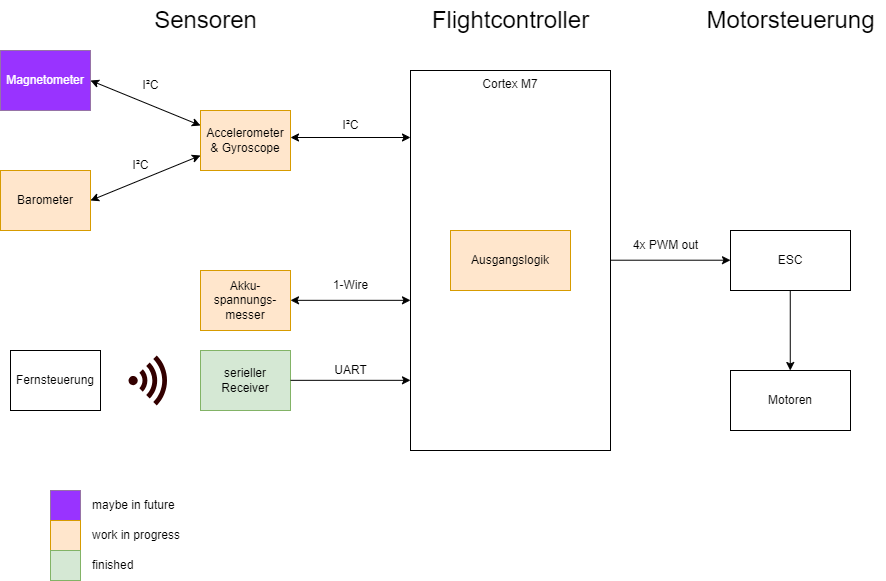 Sensoren
Flightcontroller
Motorsteuerung
Magnetometer
I²C
Cortex M7
Accelerometer
& Gyroscope
I²C
I²C
Barometer
4x PWM out
Ausgangslogik
ESC
Akku-
spannungs-
messer
1-Wire
Fernsteuerung
serieller
Receiver
UART
Motoren
maybe in future
work in progress
finished